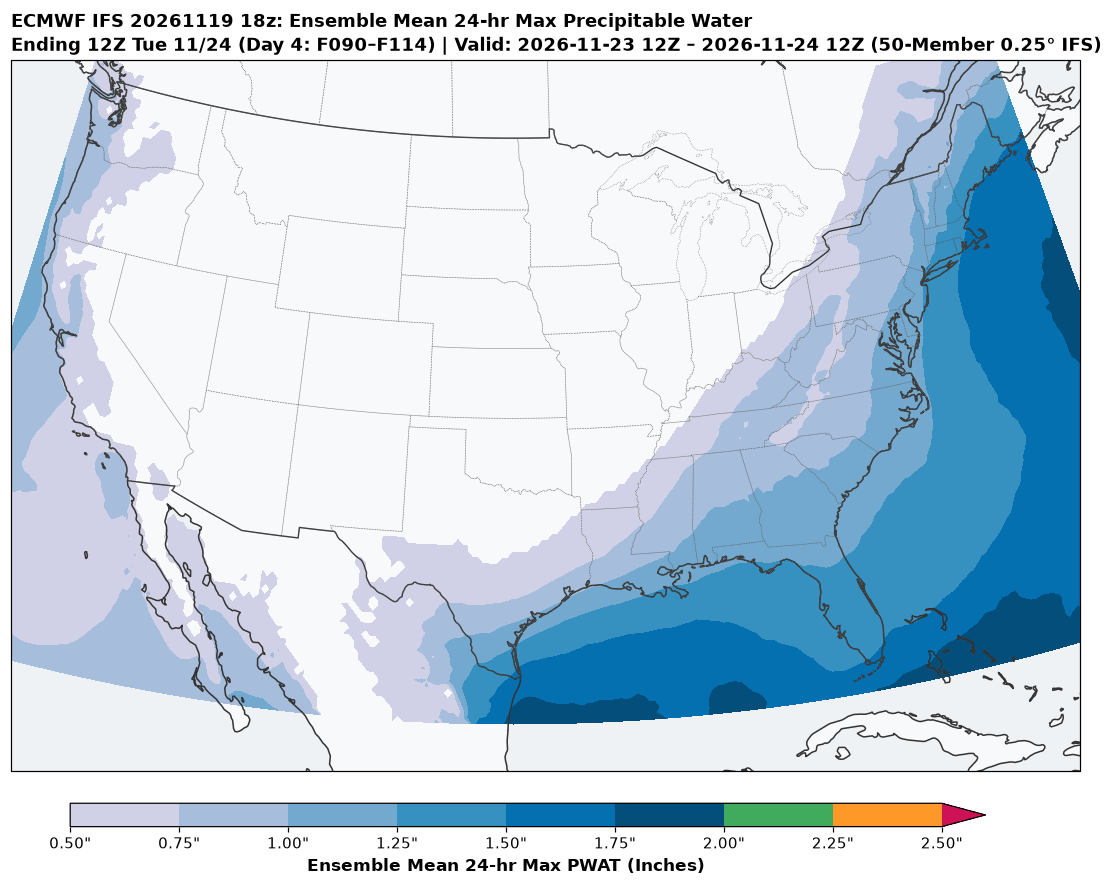 ECMWF IFS 20261119 18z: Ensemble Mean 24-hr Max Precipitable Water
Ending 12Z Tue 11/24 (Day 4: F090–F114) | Valid: 2026-11-23 12Z – 2026-11-24 12Z (50-Member 0.25° IFS)
0.50" 0.75" 1.00" 1.25" 1.50" 1.75" 2.00" 2.25" 2.50"
Ensemble Mean 24-hr Max PWAT (Inches)